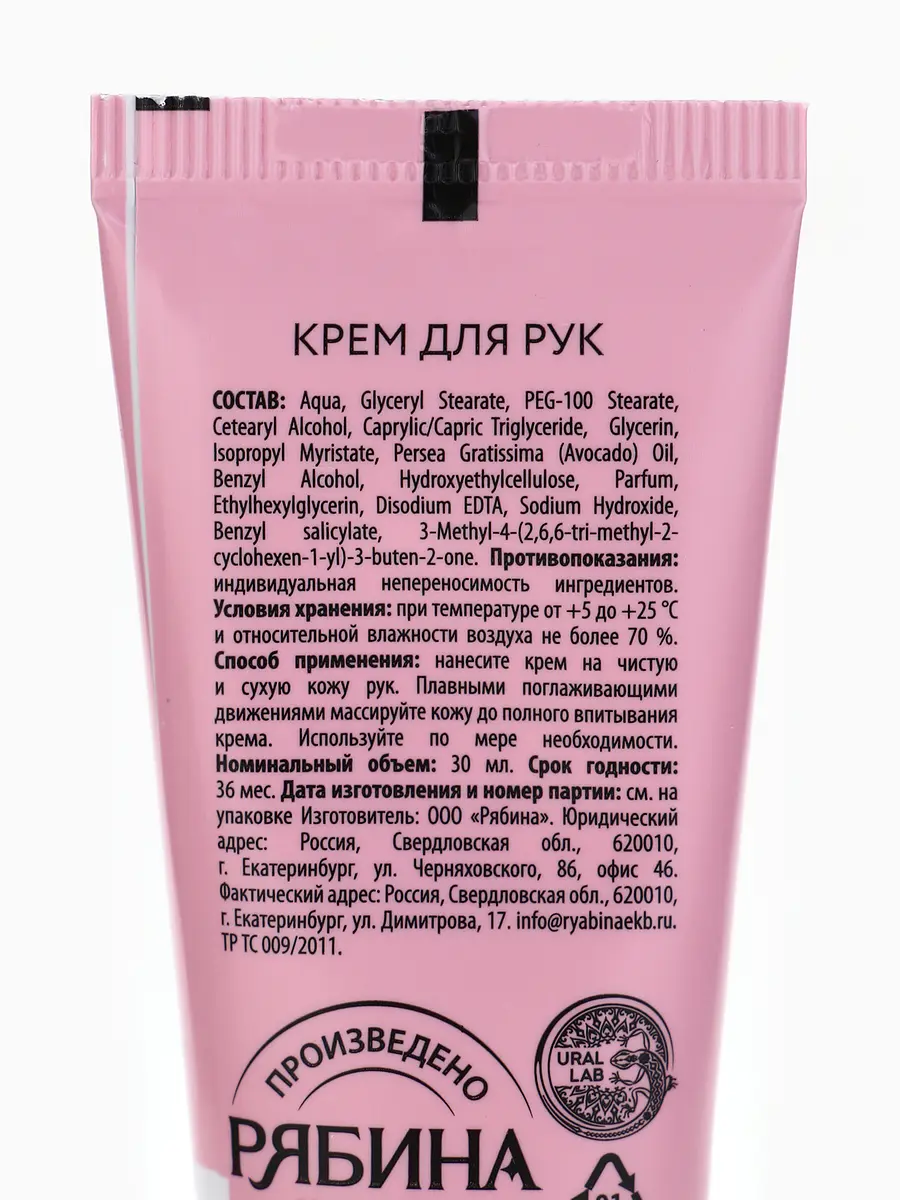 КРЕМ ДЛЯ РУК
СОСТАВ: Aqua, Glyceryl Stearate, PEG-100 Stearate,
Cetearyl Alcohol, Caprylic/Capric Triglyceride, Glycerin,
Isopropyl Myristate, Persea Gratissima (Avocado) Oil,
Benzyl Alcohol, Hydroxyethylcellulose, Parfum,
Ethylhexylglycerin, Disodium EDTA, Sodium Hydroxide,
Benzyl salicylate, 3-Methyl-4-(2,6,6-tri-methyl-2-
cyclohexen-1-yl)-3-buten-2-one. Противопоказания:
индивидуальная непереносимость ингредиентов.
Условия хранения: при температуре от +5 до +25 °C
и относительной влажности воздуха не более 70 %.
Способ применения: нанесите крем на чистую
и сухую кожу рук. Плавными поглаживающими
движениями массируйте кожу до полного впитывания
крема. Используйте по мере необходимости.
Номинальный объем: 30 мл. Срок годности:
36 мес. Дата изготовления и номер партии: см. на
упаковке Изготовитель: ООО «Рябина». Юридический
адрес: Россия, Свердловская обл., 620010,
г. Екатеринбург, ул. Черняховского, 86, офис 46.
Фактический адрес: Россия, Свердловская обл., 620010,
г. Екатеринбург, ул. Димитрова, 17. info@ryabinaekb.ru.
ТР ТС 009/2011.
ПРОИЗВЕДЕНО
РЯБИНА
URAL
LAB